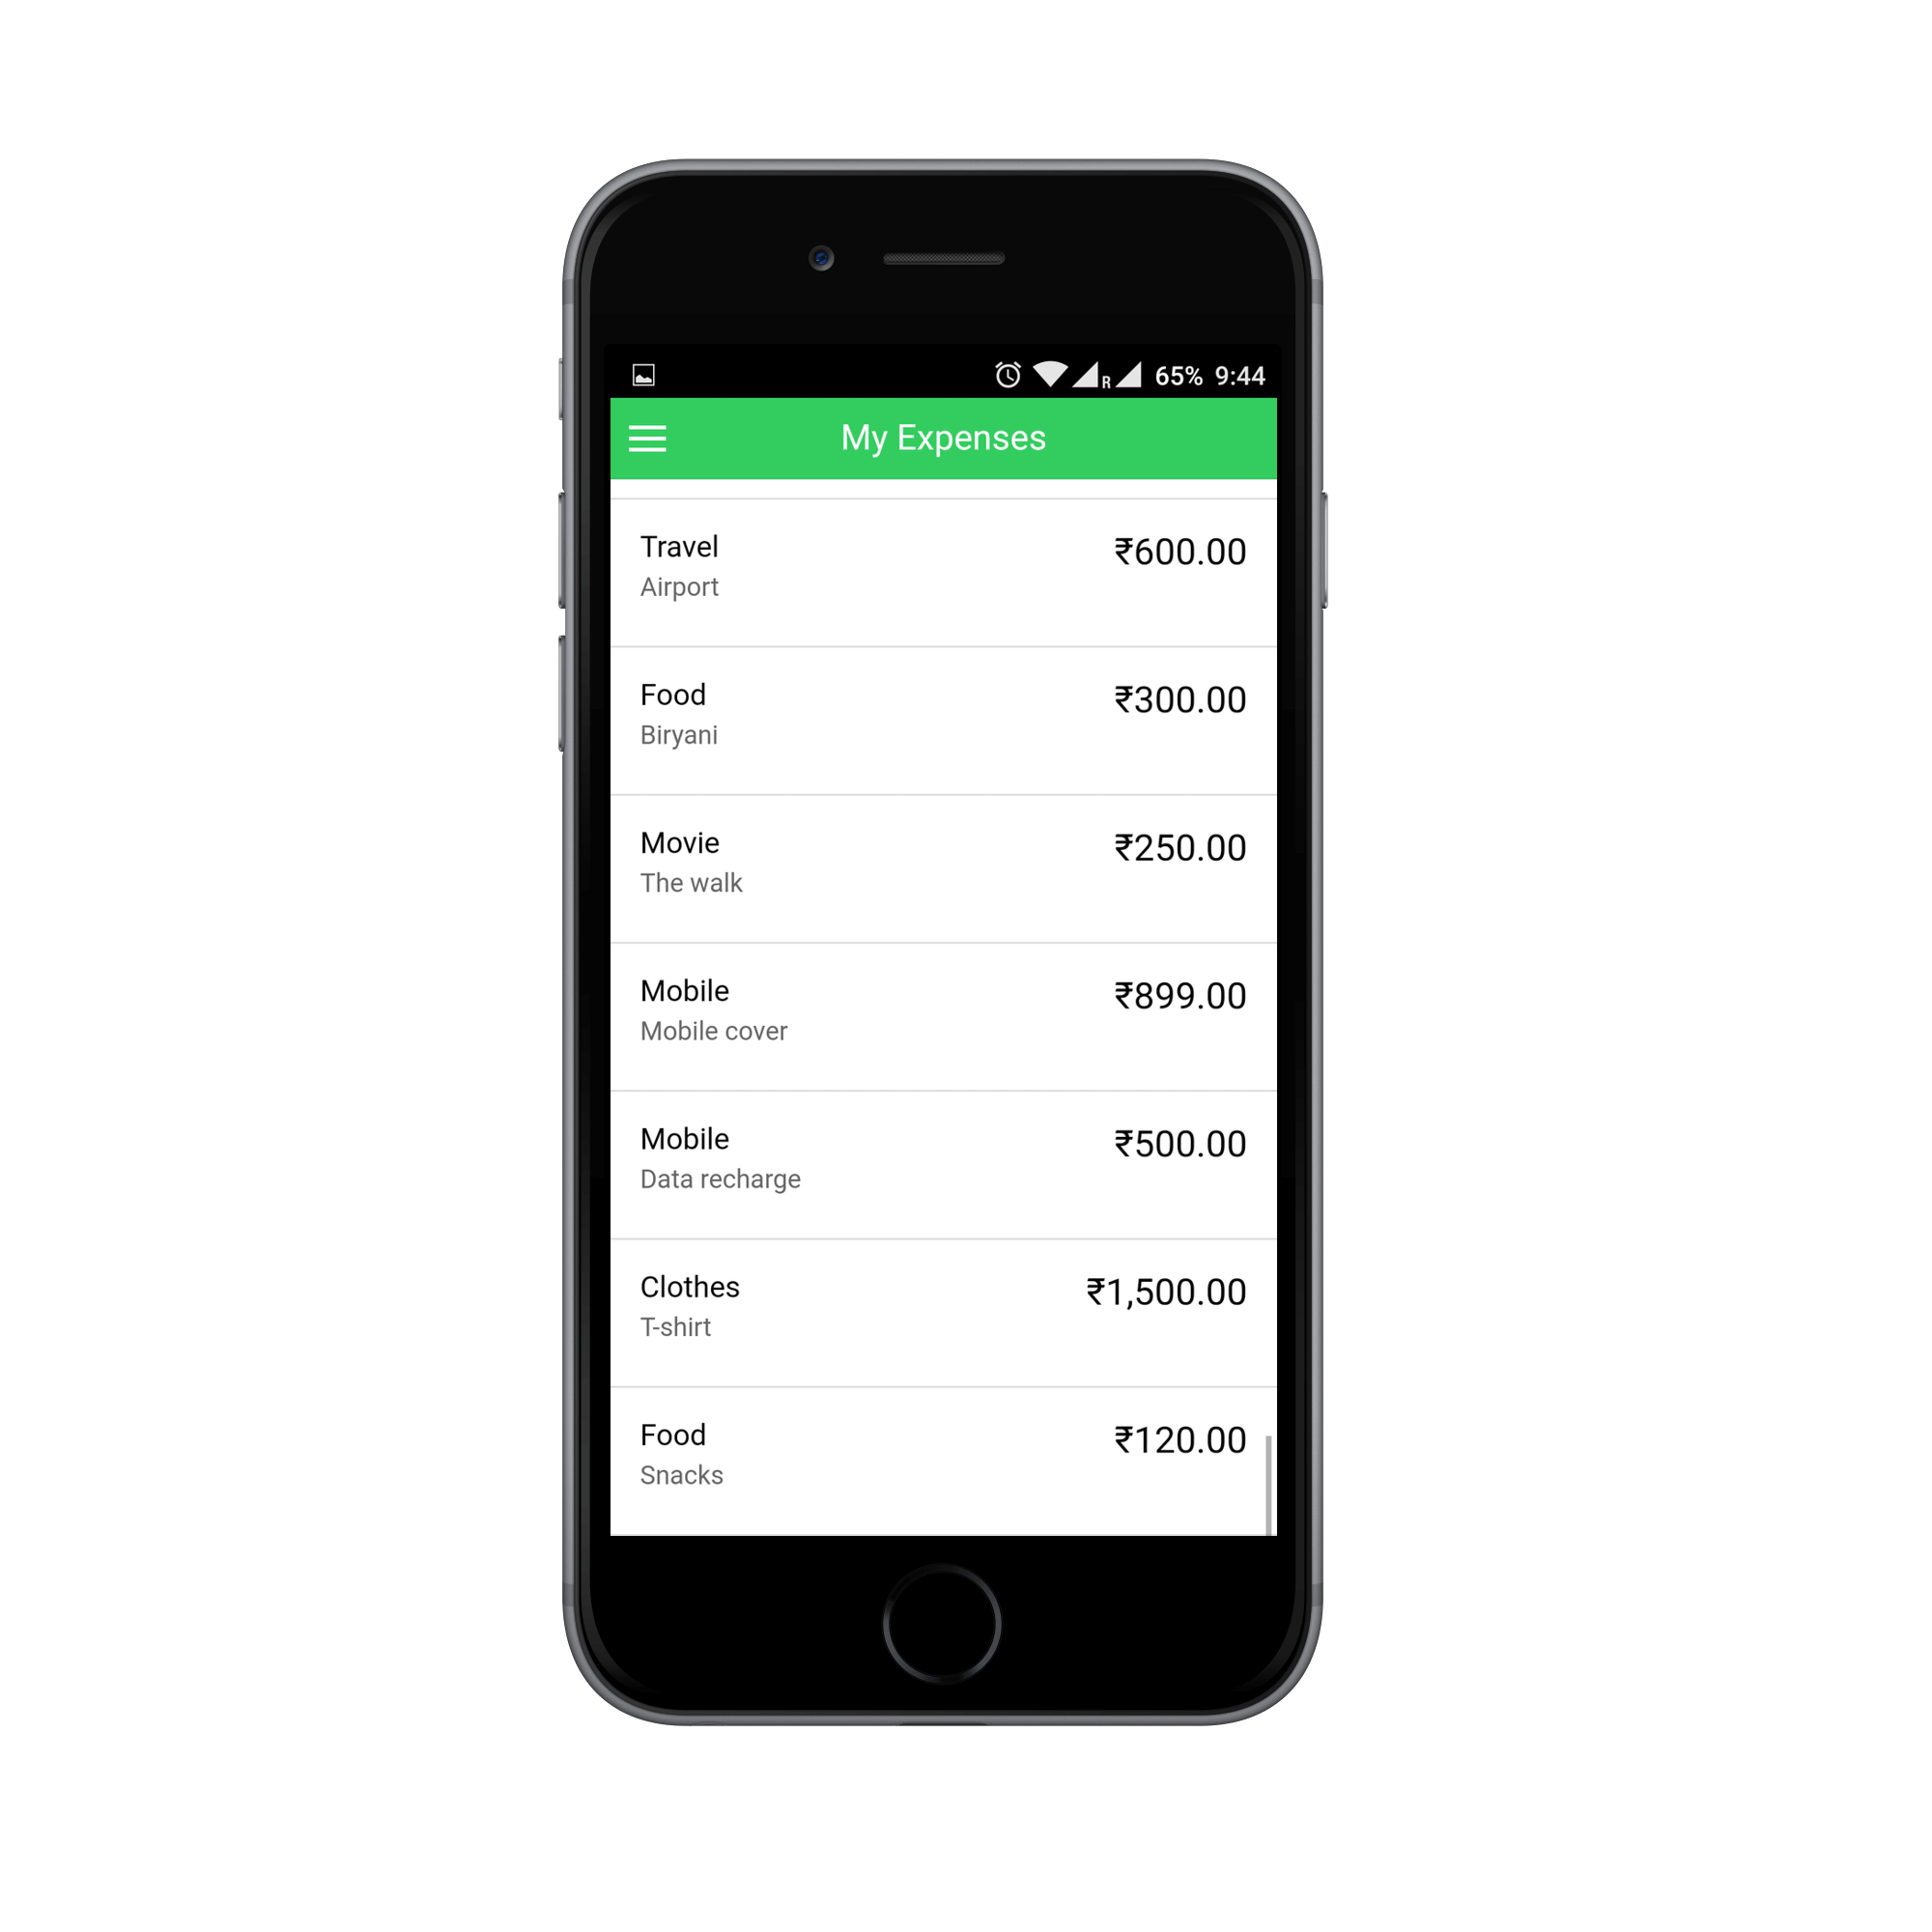 R 65% 9:44
My Expenses
Travel ₹600.00
Airport
Food ₹300.00
Biryani
Movie ₹250.00
The walk
Mobile ₹899.00
Mobile cover
Mobile ₹500.00
Data recharge
Clothes ₹1,500.00
T-shirt
Food ₹120.00
Snacks